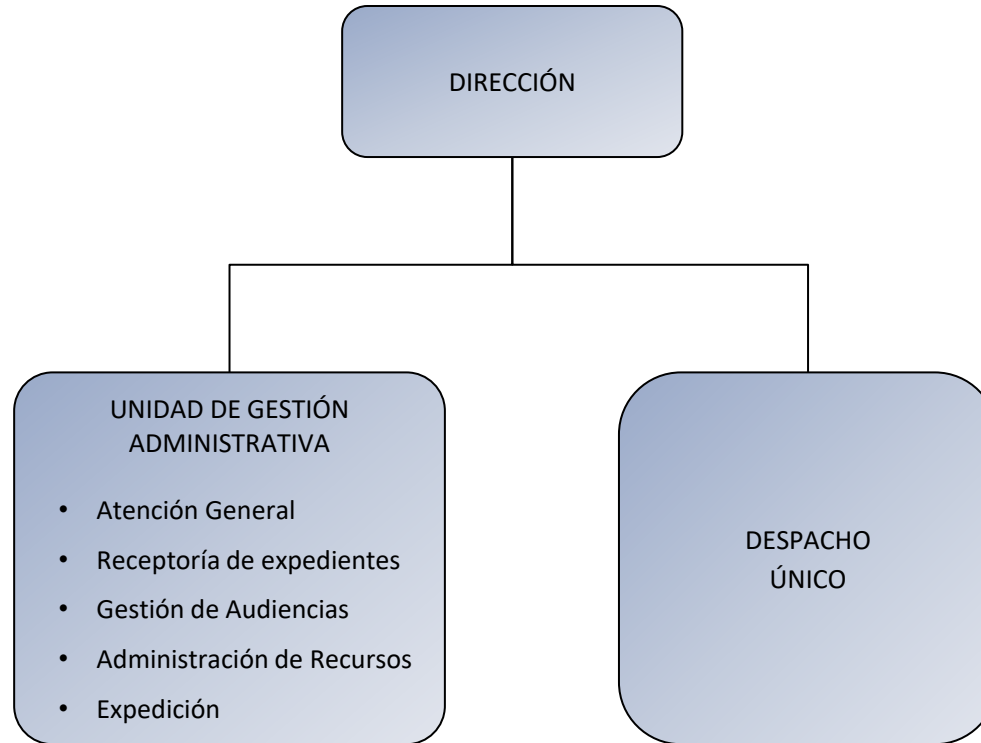 DIRECCIÓN
UNIDAD DE GESTIÓN
ADMINISTRATIVA
• Atención General
• Receptoría de expedientes
• Gestión de Audiencias
• Administración de Recursos
• Expedición
DESPACHO
ÚNICO